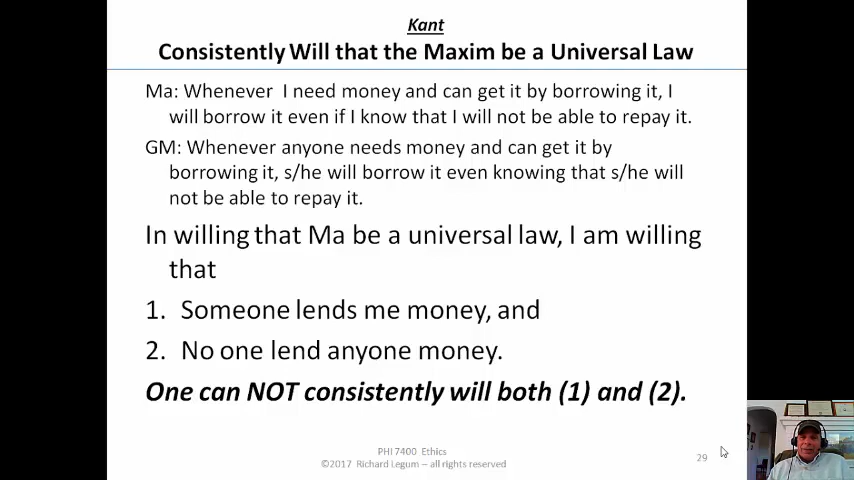 Kant
Consistently Will that the Maxim be a Universal Law
Ma: Whenever I need money and can get it by borrowing it, I
will borrow it even if I know that I will not be able to repay it.
GM: Whenever anyone needs money and can get it by
borrowing it, s/he will borrow it even knowing that s/he will
not be able to repay it.
In willing that Ma be a universal law, I am willing
that
1. Someone lends me money, and
2. No one lend anyone money.
One can NOT consistently will both (1) and (2).
PHI 7400 Ethics
©2017 Richard Legum – all rights reserved
29